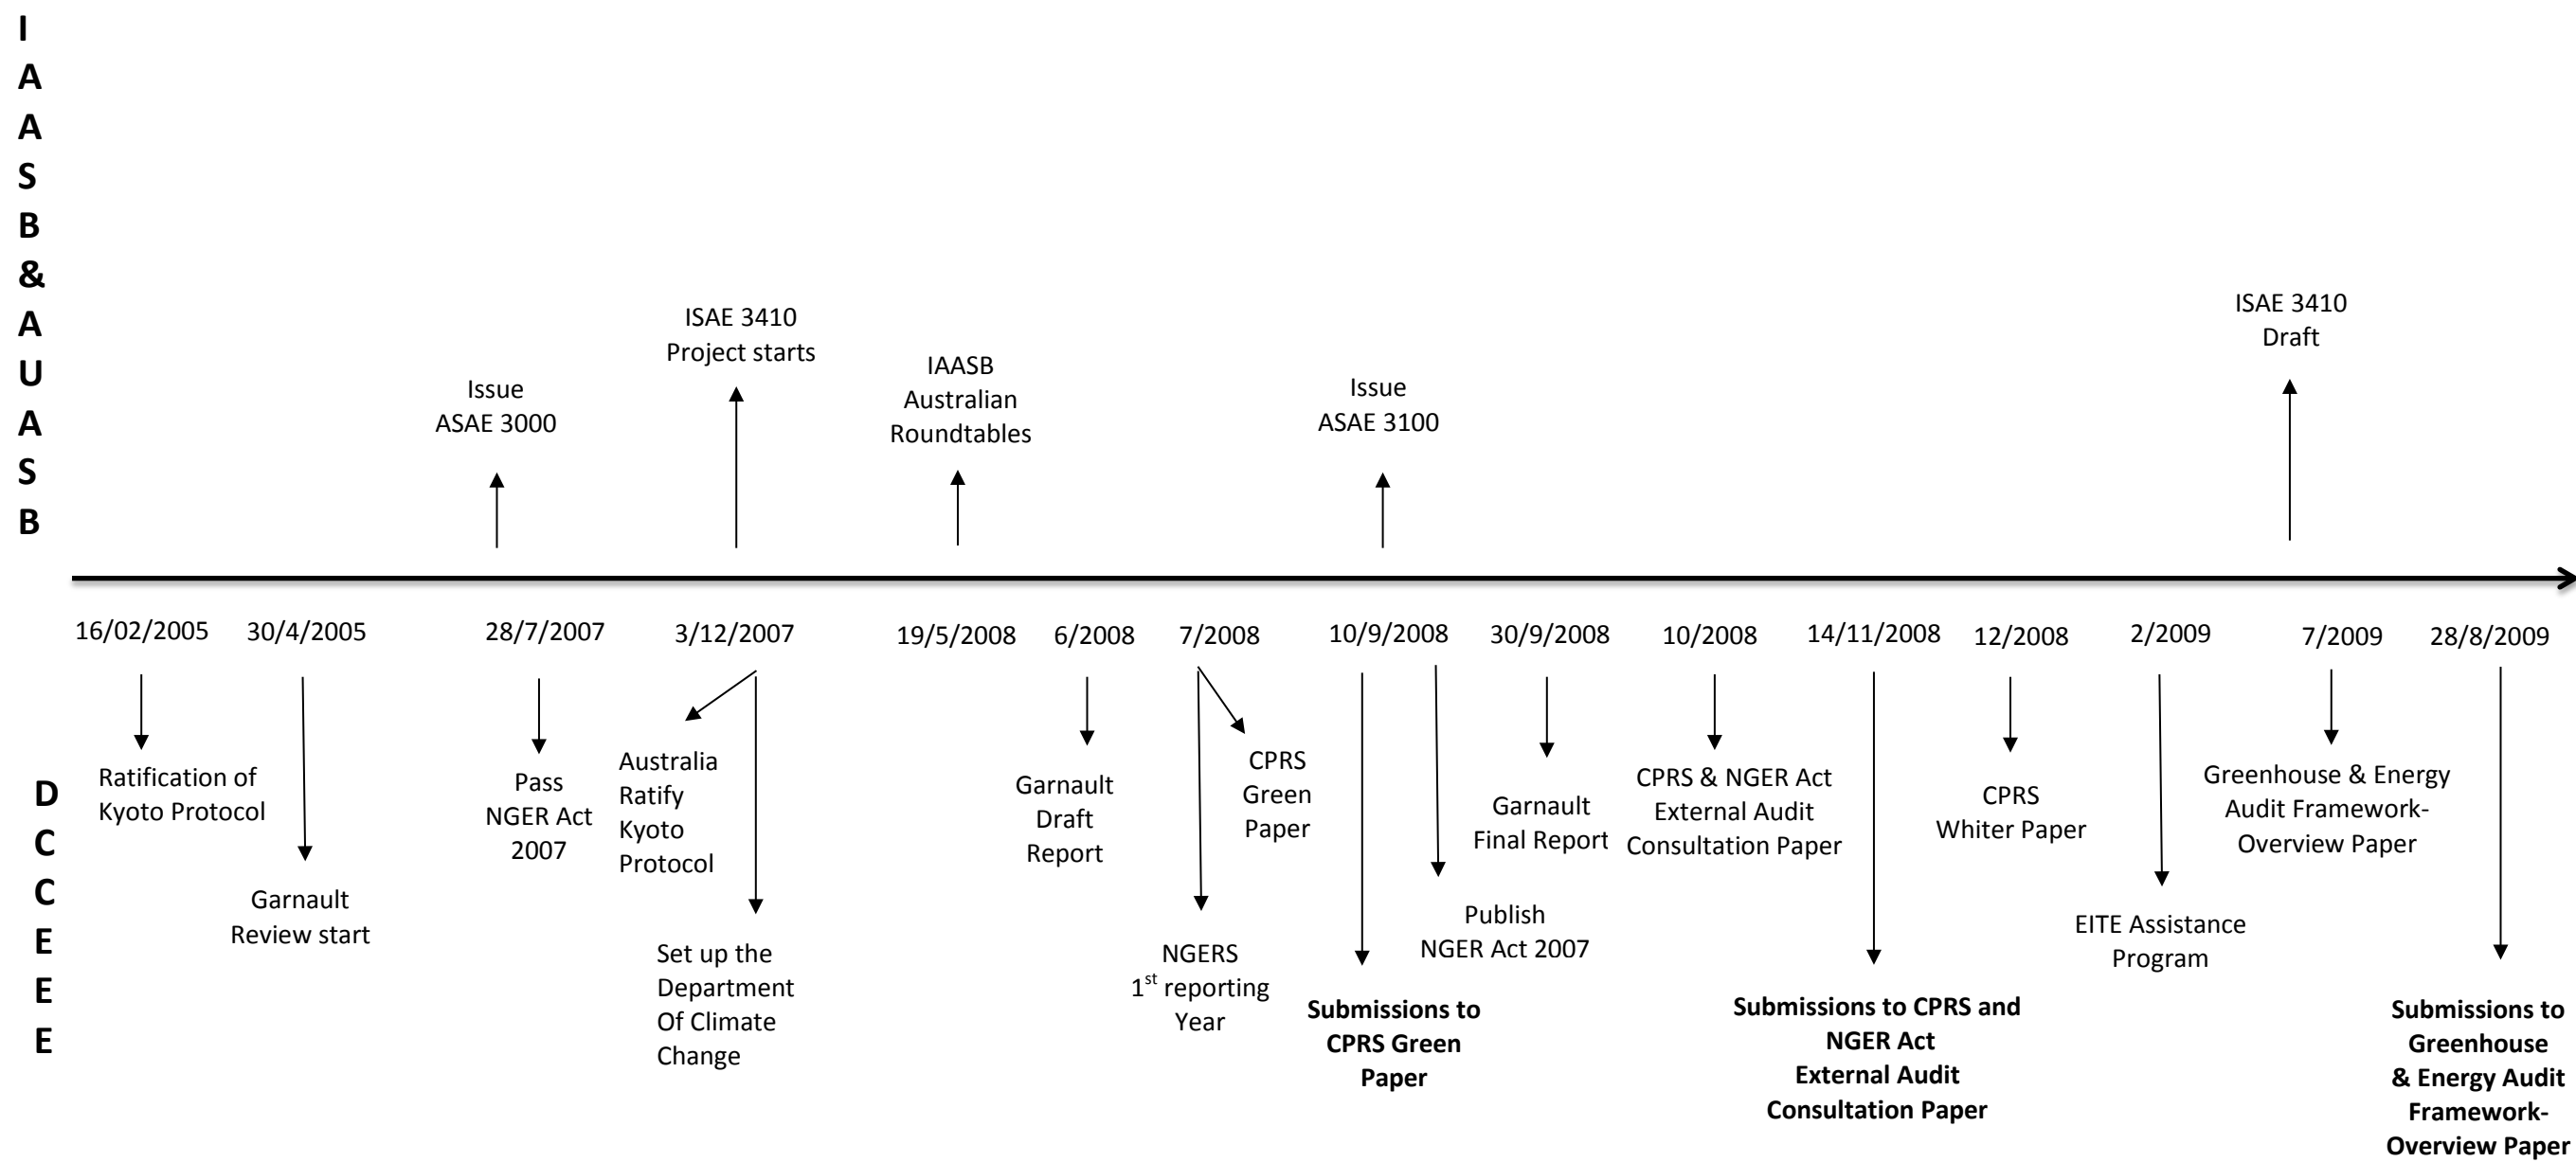 I
A
A
S
B
&
A
U
A
S
B
ISAE 3410
Project starts
Issue
ASAE 3000
IAASB
Australian
Roundtables
Issue
ASAE 3100
ISAE 3410
Draft
16/02/2005
30/4/2005
28/7/2007
3/12/2007
19/5/2008
6/2008
7/2008
10/9/2008
30/9/2008
10/2008
14/11/2008
12/2008
2/2009
7/2009
28/8/2009
D
C
C
E
E
E
Ratification of
Kyoto Protocol
Garnault
Review start
Pass
NGER Act
2007
Australia
Ratify
Kyoto
Protocol
Set up the
Department
Of Climate
Change
Garnault
Draft
Report
CPRS
Green
Paper
NGERS
1st reporting
Year
Submissions to
CPRS Green
Paper
Publish
NGER Act 2007
Garnault
Final Report
CPRS & NGER Act
External Audit
Consultation Paper
Submissions to CPRS and
NGER Act
External Audit
Consultation Paper
CPRS
Whiter Paper
EITE Assistance
Program
Greenhouse & Energy
Audit Framework-
Overview Paper
Submissions to
Greenhouse
& Energy Audit
Framework-
Overview Paper